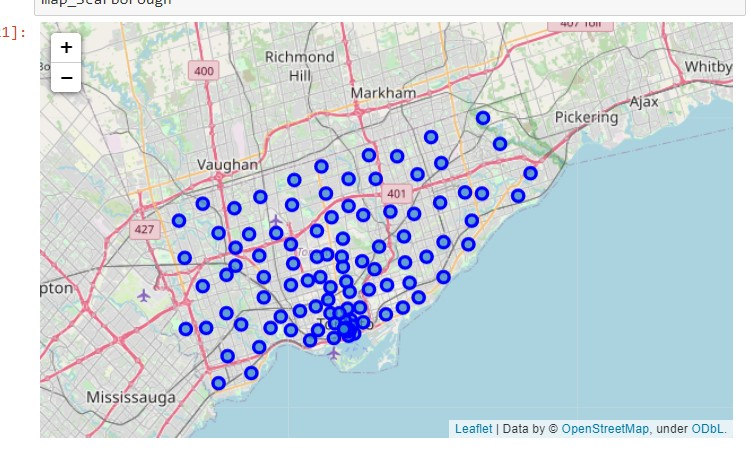 map_Scarborough
1]:
+
−
407 Toll
Richmond
Hill
400
Whitby
Markham
Ajax
Pickering
Vaughan
401
427
pton
Mississauga
Leaflet | Data by © OpenStreetMap, under ODbL.